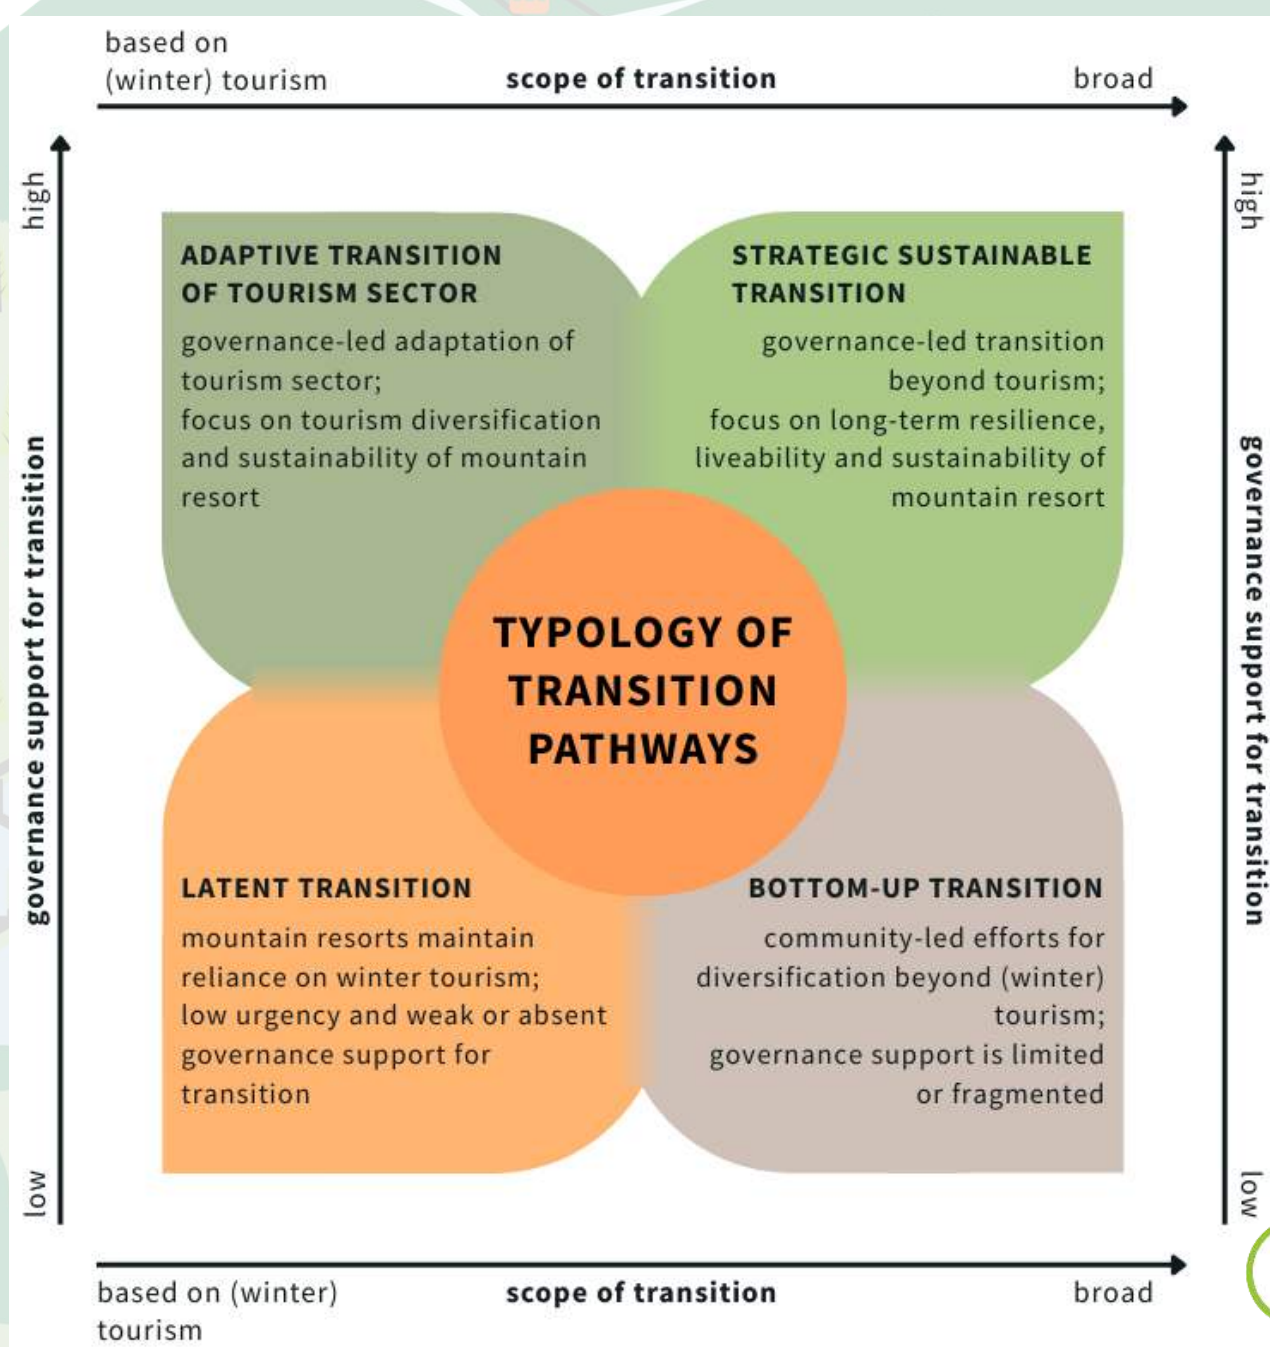 based on
(winter) tourism
scope of transition
broad
high
governance support for transition
low
high
governance support for transition
low
ADAPTIVE TRANSITION
OF TOURISM SECTOR
governance-led adaptation of
tourism sector;
focus on tourism diversification
and sustainability of mountain
resort
STRATEGIC SUSTAINABLE
TRANSITION
governance-led transition
beyond tourism;
focus on long-term resilience,
liveability and sustainability of
mountain resort
TYPOLOGY OF
TRANSITION
PATHWAYS
LATENT TRANSITION
mountain resorts maintain
reliance on winter tourism;
low urgency and weak or absent
governance support for
transition
BOTTOM-UP TRANSITION
community-led efforts for
diversification beyond (winter)
tourism;
governance support is limited
or fragmented
based on (winter)
tourism
scope of transition
broad